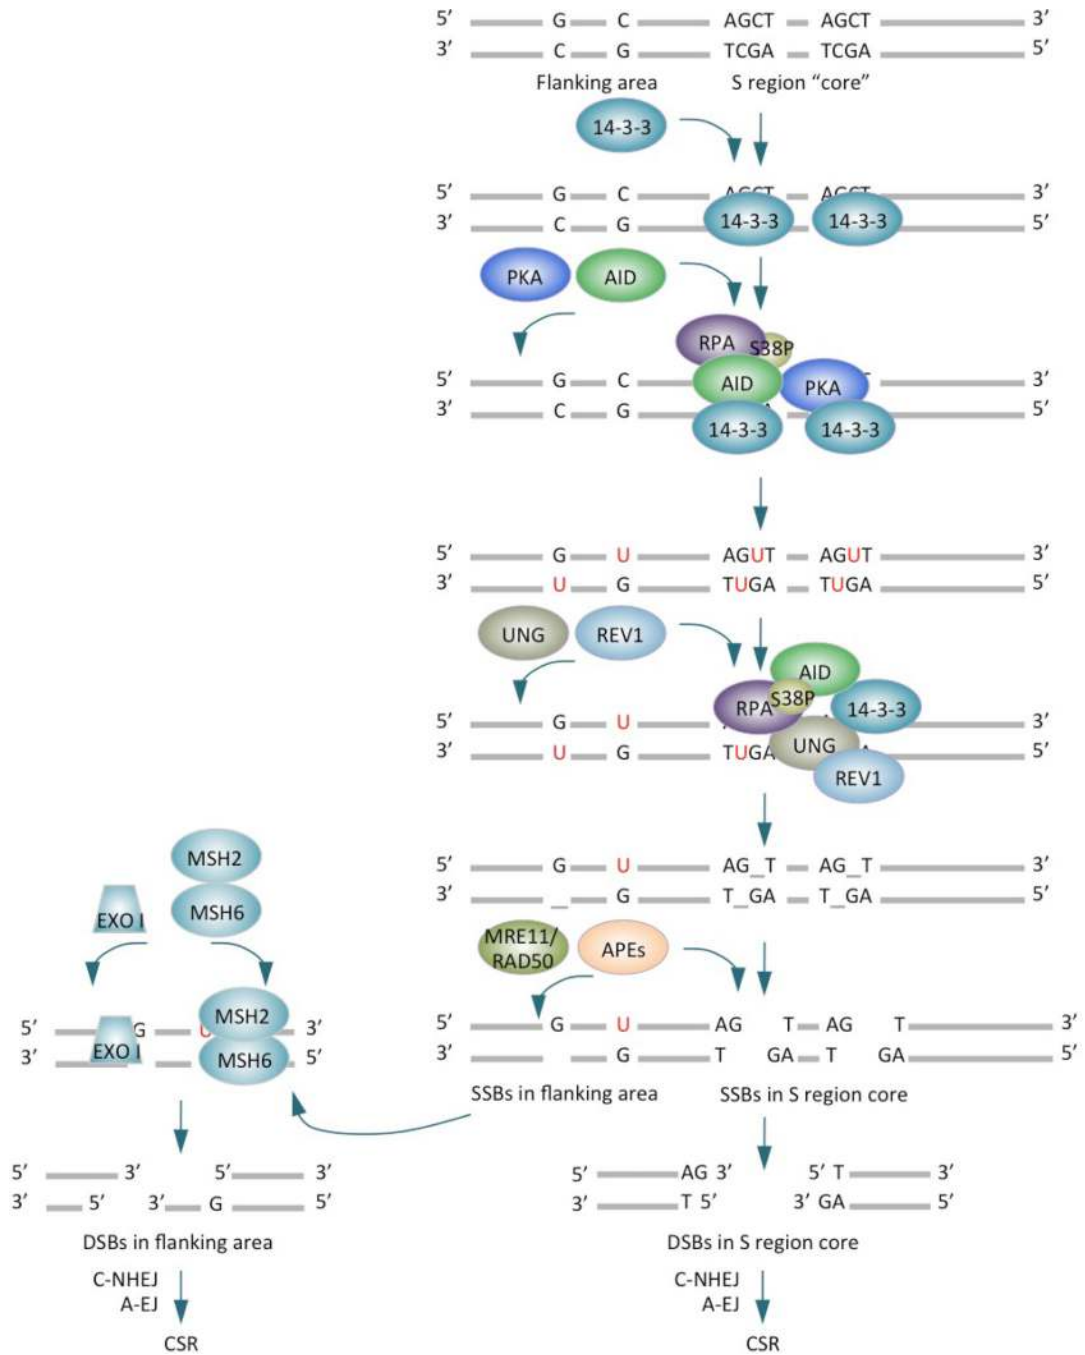 5′ G C AGCT AGCT 3′
3′ C G TCGA TCGA 5′
Flanking area S region “core”
14-3-3
5′ G C AGCT AGCT 3′
3′ C G 14-3-3 14-3-3 5′
PKA AID
RPA S38P
5′ G C AID PKA T 3′
3′ C G A 5′
14-3-3 14-3-3
5′ G U AGUT AGUT 3′
3′ U G TUGA TUGA 5′
UNG REV1
AID
S38P
5′ G U RPA A 14-3-3 3′
3′ U G TUGA UNG A 5′
REV1
MSH2
5′ G U AG_T AG_T 3′
3′ _ G T_GA T_GA 5′
EXO I MSH6
MRE11/
RAD50
APEs
5′ G U MSH2 3′
3′ EXO I MSH6 5′
5′ G U AG T AG T 3′
3′ G T GA T GA 5′
SSBs in flanking area SSBs in S region core
5′ 3′ 5′ 3′
3′ 5′ 3′ G 5′
DSBs in flanking area
C-NHEJ
A-EJ
CSR
5′ AG 3′ 5′ T 3′
3′ T 5′ 3′ GA 5′
DSBs in S region core
C-NHEJ
A-EJ
CSR